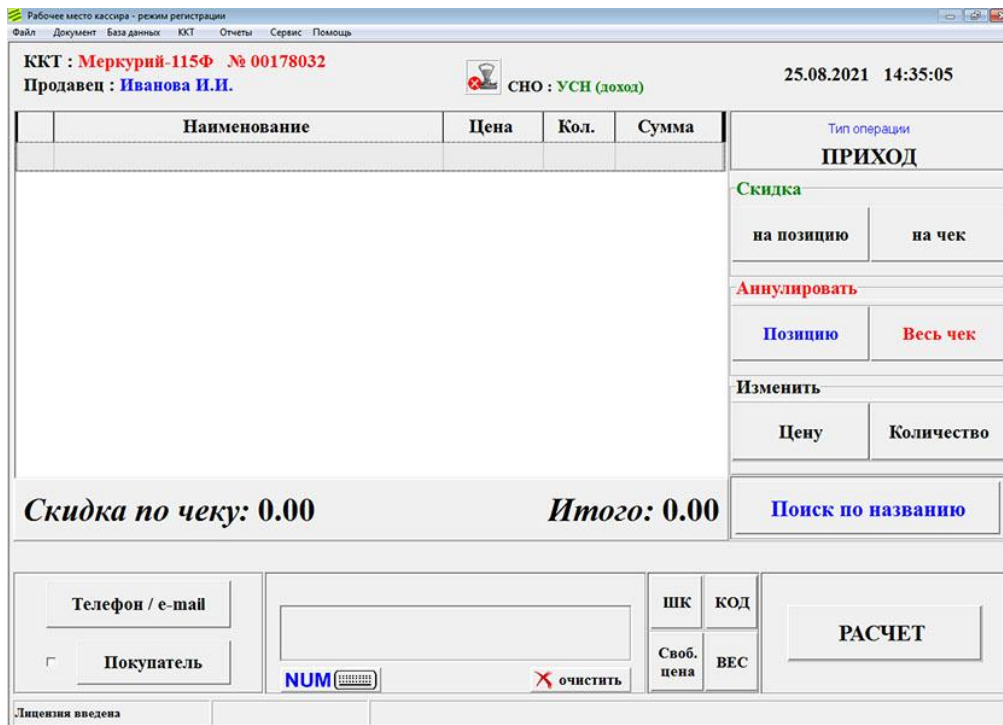 Рабочее место кассира - режим регистрации
Файл Документ База данных ККТ Отчеты Сервис Помощь
ККТ : Меркурий-115Ф № 00178032
Продавец : Иванова И.И.
СНО : УСН (доход)
25.08.2021 14:35:05
Наименование Цена Кол. Сумма
Тип операции
ПРИХОД
Скидка
на позицию на чек
Аннулировать
Позицию Весь чек
Изменить
Цену Количество
Скидка по чеку: 0.00 Итого: 0.00
Поиск по названию
Телефон / e-mail
Покупатель
NUM
очистить
ШК КОД
Своб.
цена
ВЕС
РАСЧЕТ
Лицензия введена